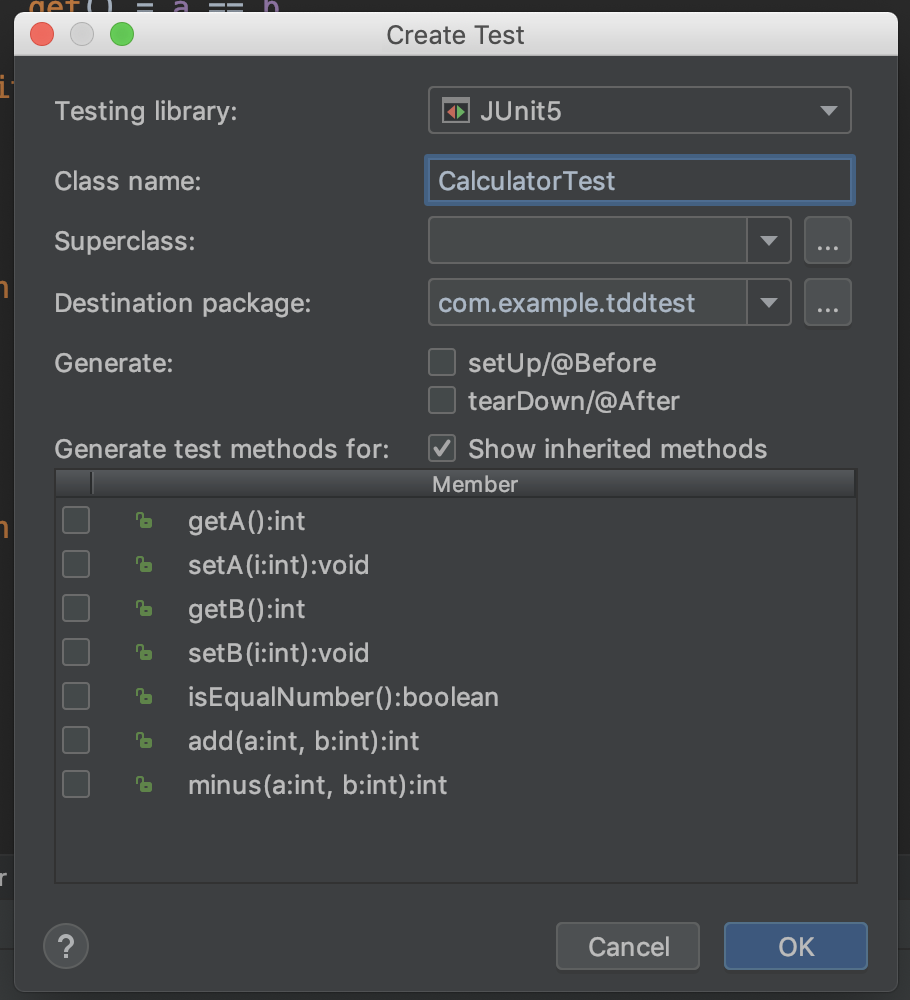 get() = a == b
Create Test
Testing library: JUnit5
Class name: CalculatorTest
Superclass: ...
Destination package: com.example.tddtest ...
Generate: setUp/@Before
tearDown/@After
Generate test methods for: Show inherited methods
Member
getA():int
setA(i:int):void
getB():int
setB(i:int):void
isEqualNumber():boolean
add(a:int, b:int):int
minus(a:int, b:int):int
? Cancel OK